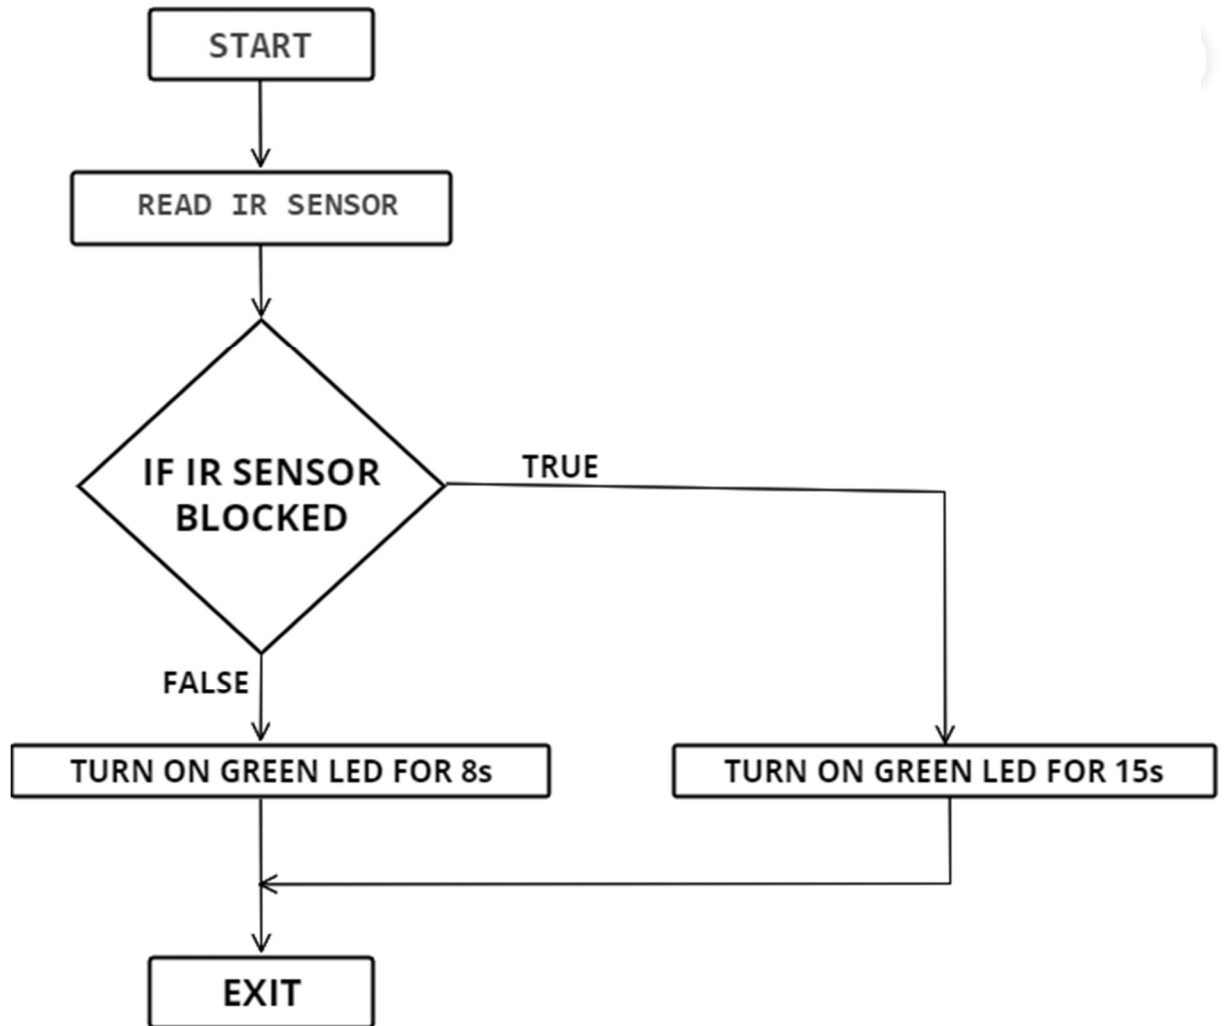 START
READ IR SENSOR
IF IR SENSOR
BLOCKED
TRUE
FALSE
TURN ON GREEN LED FOR 8s
TURN ON GREEN LED FOR 15s
EXIT